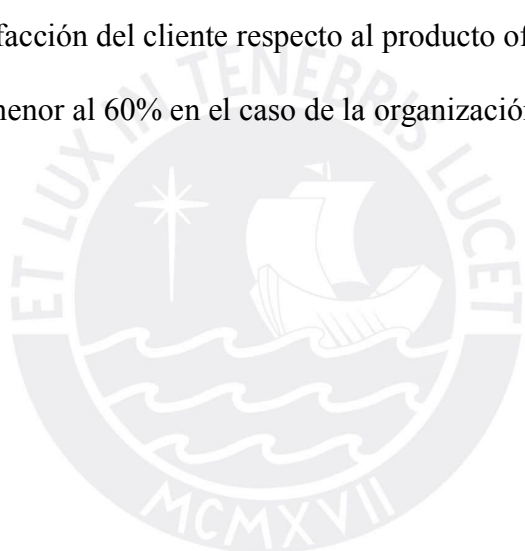 facción del cliente respecto al producto of
menor al 60% en el caso de la organización
ET LUX IN TENEBRIS LUCET
MCMXVII